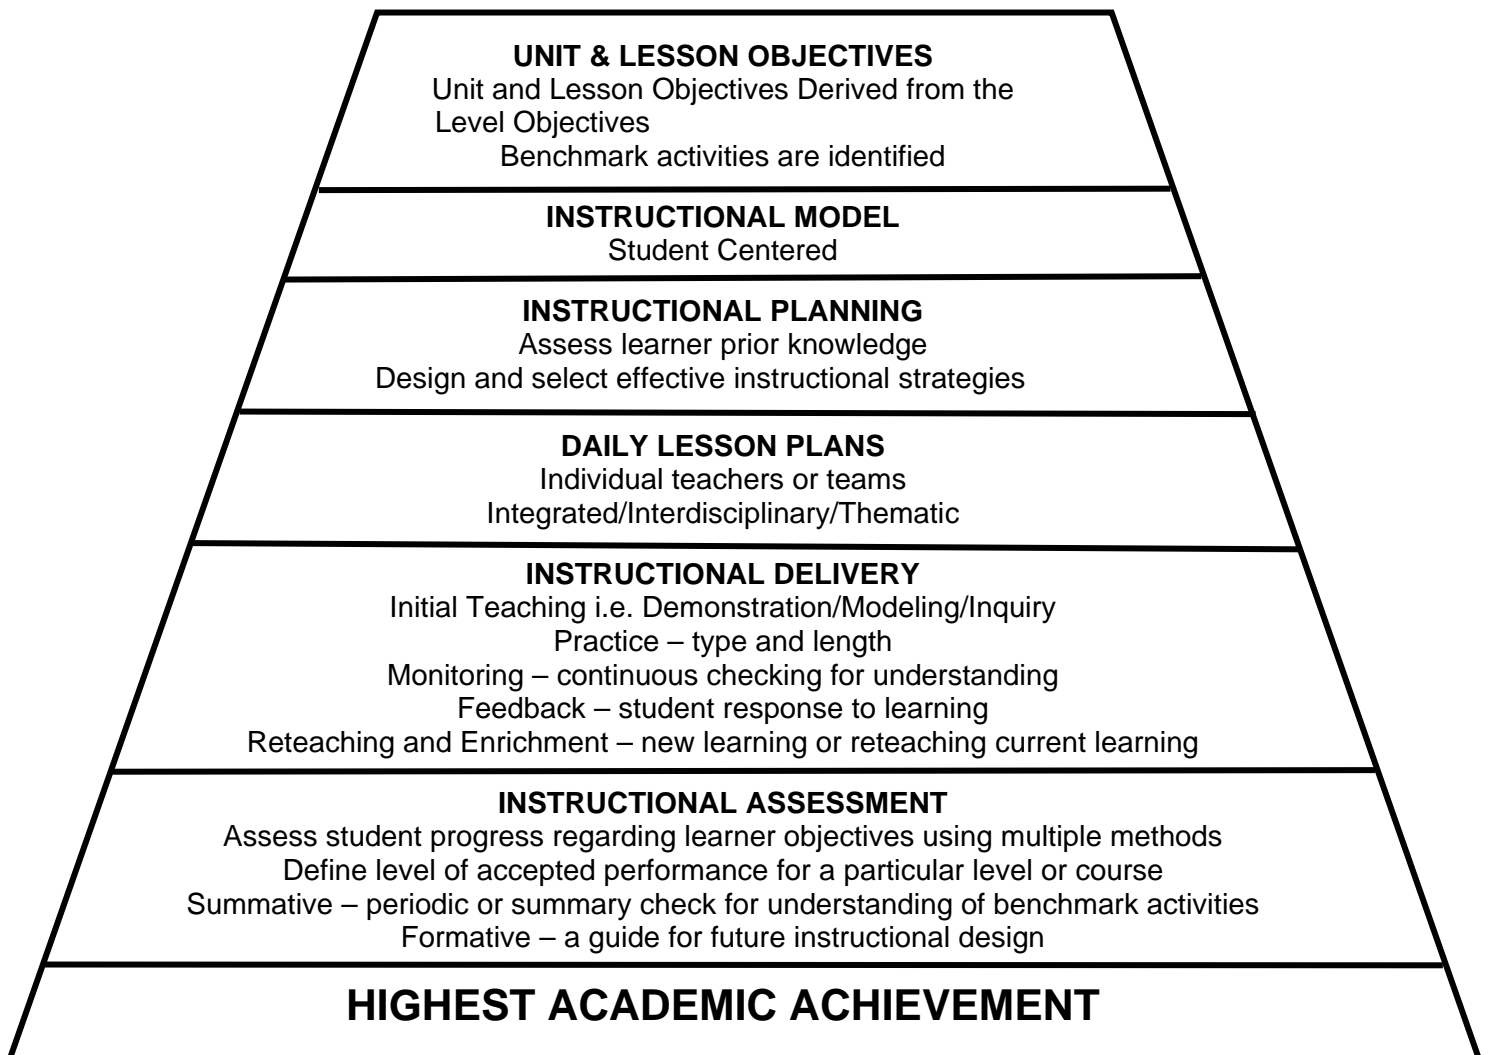 UNIT & LESSON OBJECTIVES
Unit and Lesson Objectives Derived from the
Level Objectives
Benchmark activities are identified
INSTRUCTIONAL MODEL
Student Centered
INSTRUCTIONAL PLANNING
Assess learner prior knowledge
Design and select effective instructional strategies
DAILY LESSON PLANS
Individual teachers or teams
Integrated/Interdisciplinary/Thematic
INSTRUCTIONAL DELIVERY
Initial Teaching i.e. Demonstration/Modeling/Inquiry
Practice – type and length
Monitoring – continuous checking for understanding
Feedback – student response to learning
Reteaching and Enrichment – new learning or reteaching current learning
INSTRUCTIONAL ASSESSMENT
Assess student progress regarding learner objectives using multiple methods
Define level of accepted performance for a particular level or course
Summative – periodic or summary check for understanding of benchmark activities
Formative – a guide for future instructional design
HIGHEST ACADEMIC ACHIEVEMENT